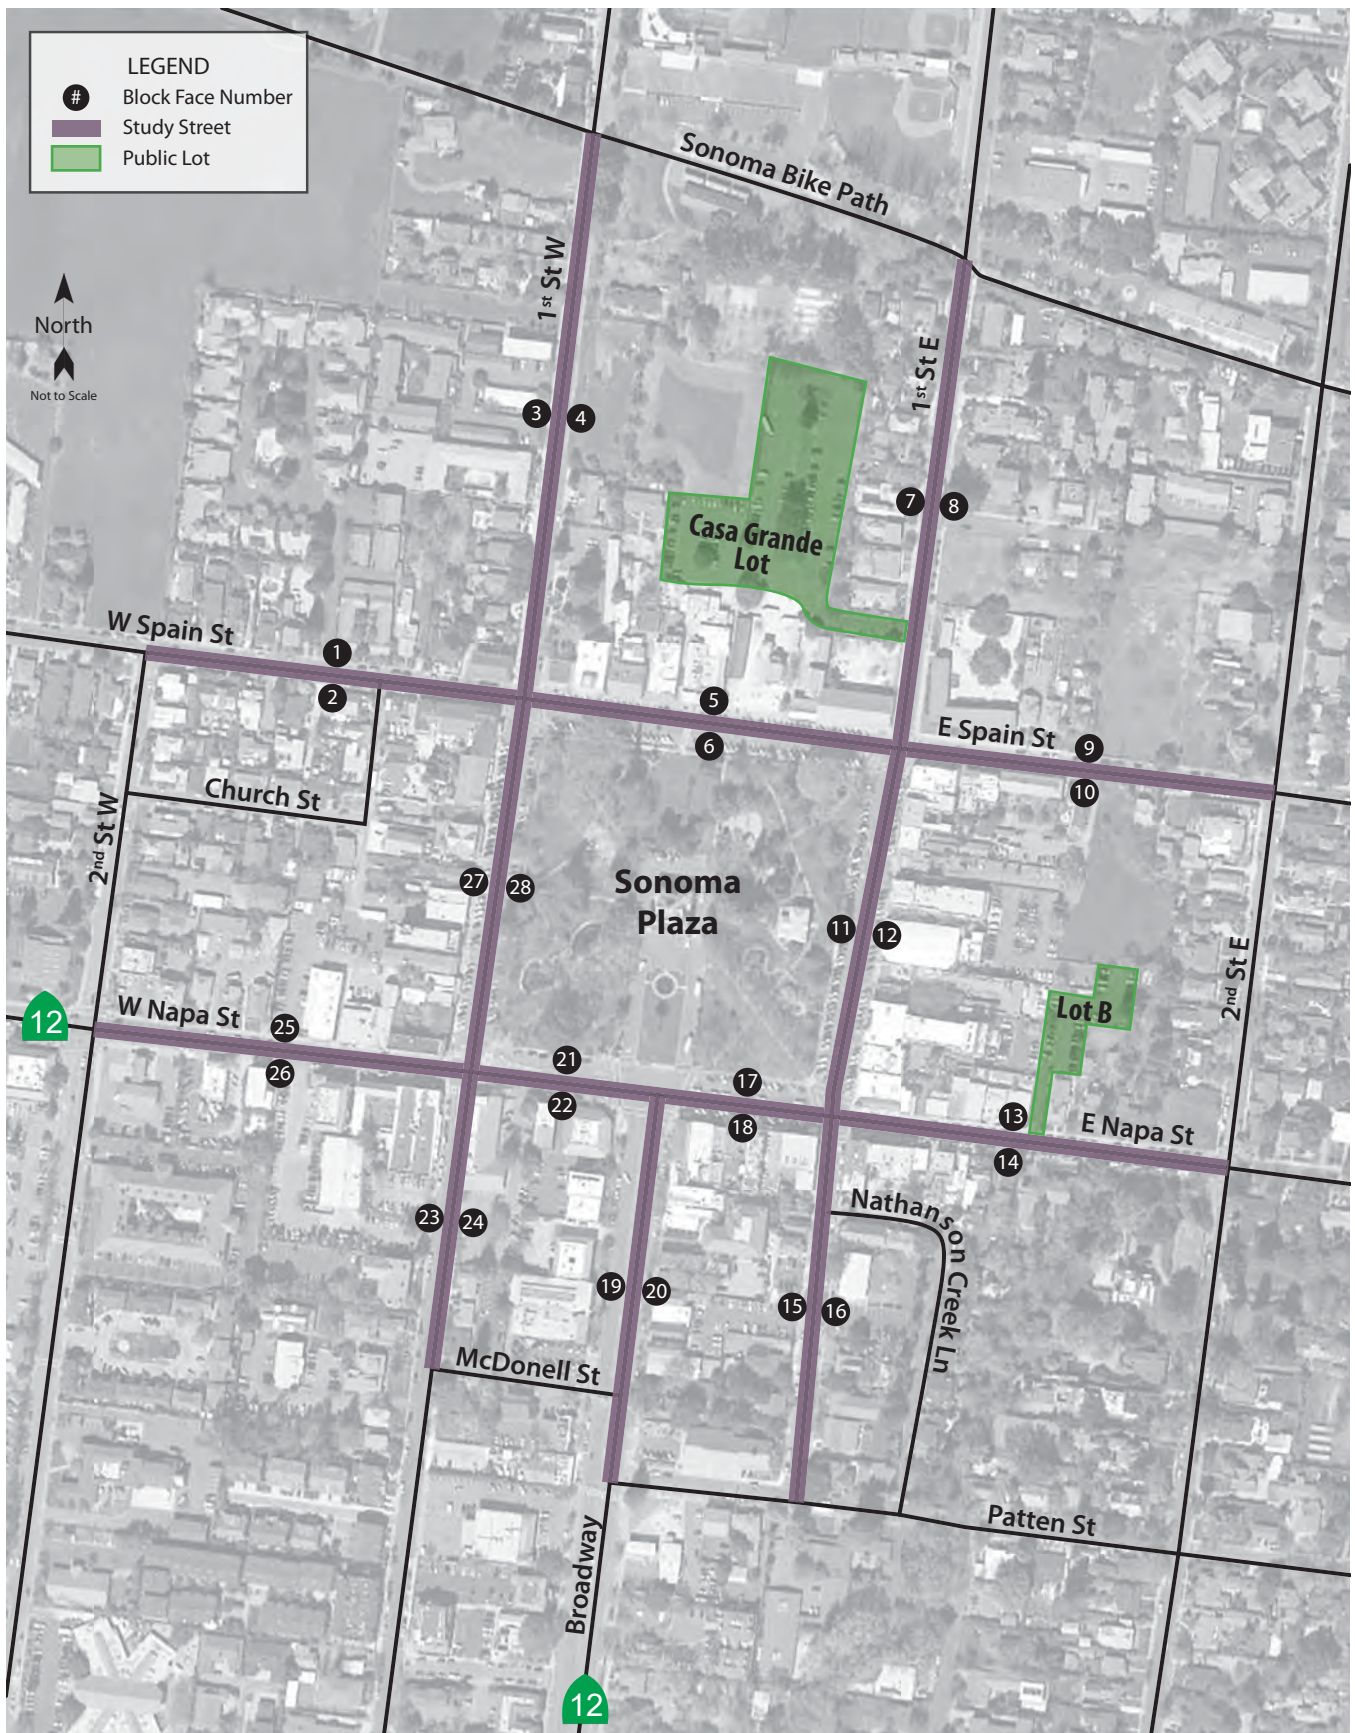 LEGEND
# Block Face Number
Study Street
Public Lot
North
Not to Scale
Sonoma Bike Path
1st St W
1st St E
3
4
7
8
Casa Grande
Lot
W Spain St
1
2
5
6
E Spain St
9
10
Church St
2nd St W
27
28
Sonoma
Plaza
11
12
2nd St E
Lot B
12
W Napa St
25
26
21
22
17
18
13
14
E Napa St
Nathanson Creek Ln
23
24
19
20
15
16
McDonell St
Patten St
Broadway
12